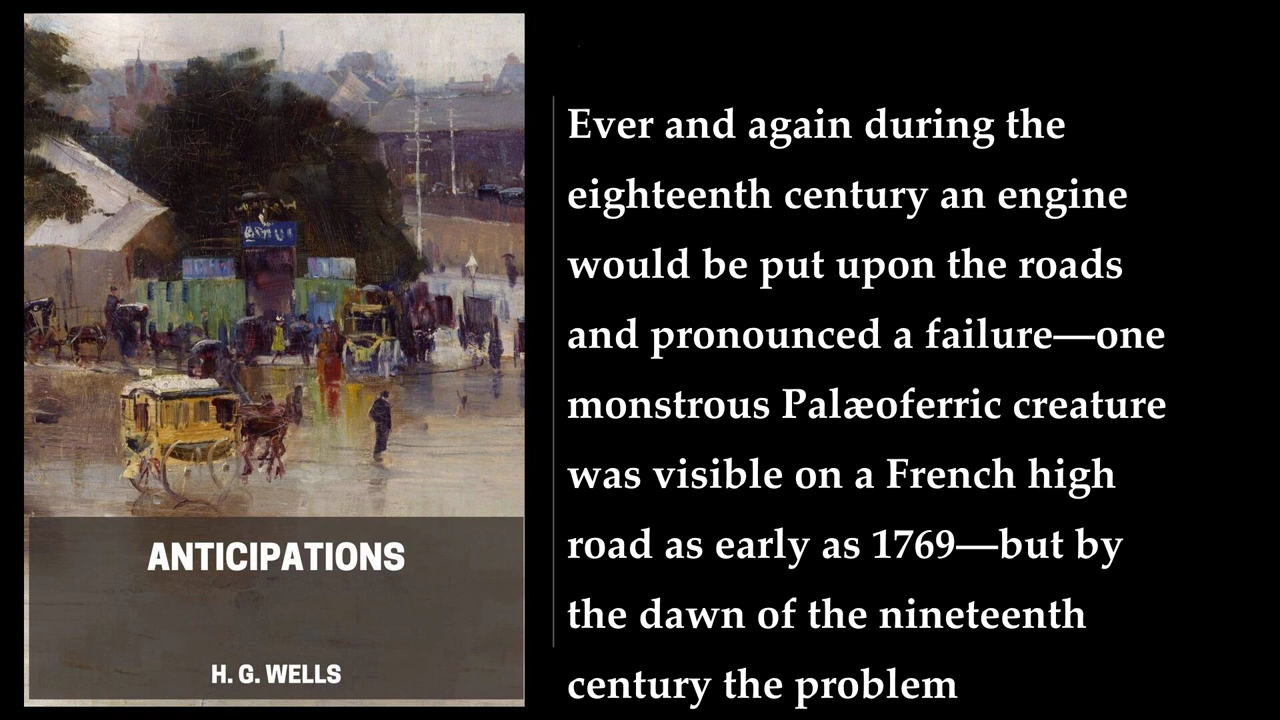 ANTICIPATIONS
H. G. WELLS
Ever and again during the
eighteenth century an engine
would be put upon the roads
and pronounced a failure—one
monstrous Palæoferric creature
was visible on a French high
road as early as 1769—but by
the dawn of the nineteenth
century the problem